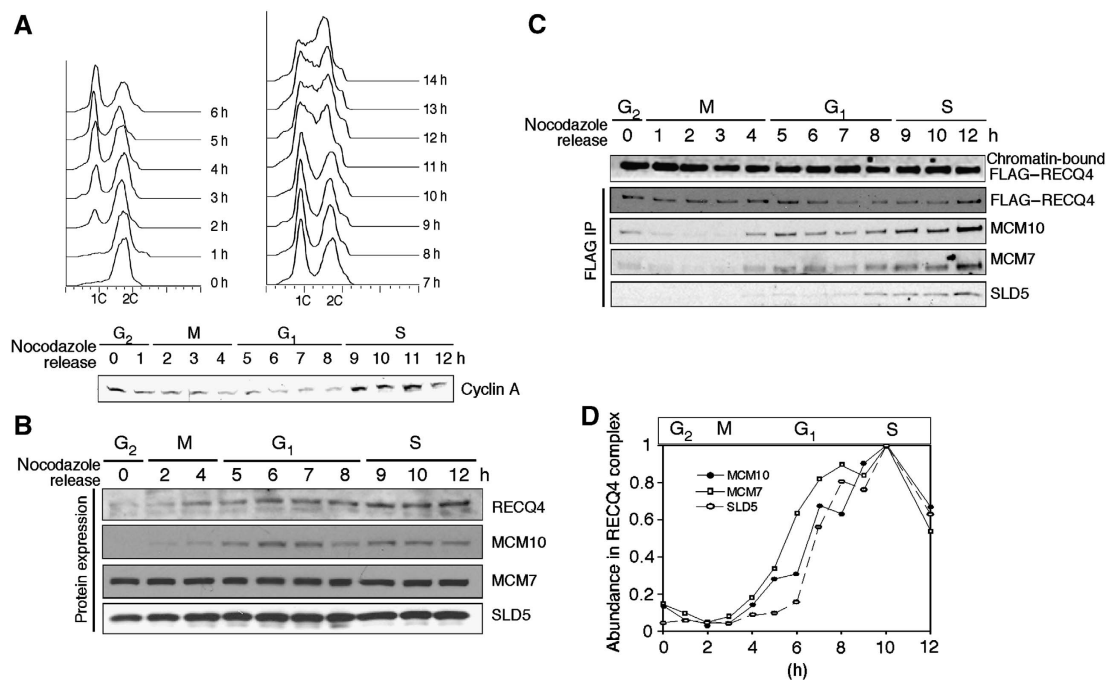 A
6 h
5 h
4 h
3 h
2 h
1 h
0 h
1C 2C
14 h
13 h
12 h
11 h
10 h
9 h
8 h
7 h
1C 2C
G2 M G1 S
Nocodazole release 0 1 2 3 4 5 6 7 8 9 10 11 12 h
Cyclin A
B
G2 M G1 S
Nocodazole release 0 2 4 5 6 7 8 9 10 12 h
Protein expression
RECQ4
MCM10
MCM7
SLD5
C
G2 M G1 S
Nocodazole release 0 1 2 3 4 5 6 7 8 9 10 12 h
Chromatin-bound
FLAG–RECQ4
FLAG IP
FLAG–RECQ4
MCM10
MCM7
SLD5
D
G2 M G1 S
Abundance in RECQ4 complex
1
0.8
0.6
0.4
0.2
0
MCM10
MCM7
SLD5
0 2 4 6 8 10 12
(h)